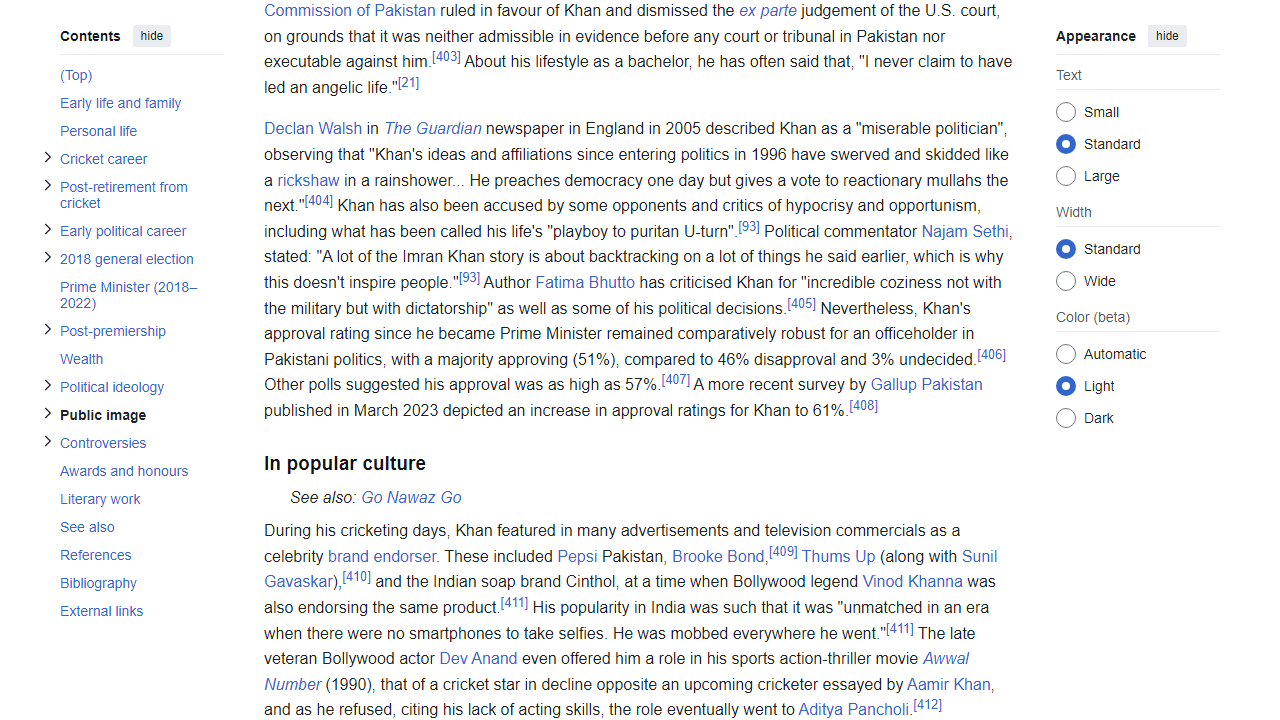 Contents hide
(Top)
Early life and family
Personal life
Cricket career
Post-retirement from
cricket
Early political career
2018 general election
Prime Minister (2018–
2022)
Post-premiership
Wealth
Political ideology
Public image
Controversies
Awards and honours
Literary work
See also
References
Bibliography
External links
Commission of Pakistan ruled in favour of Khan and dismissed the ex parte judgement of the U.S. court,
on grounds that it was neither admissible in evidence before any court or tribunal in Pakistan nor
executable against him.[403] About his lifestyle as a bachelor, he has often said that, "I never claim to have
led an angelic life."[21]
Declan Walsh in The Guardian newspaper in England in 2005 described Khan as a "miserable politician",
observing that "Khan's ideas and affiliations since entering politics in 1996 have swerved and skidded like
a rickshaw in a rainshower... He preaches democracy one day but gives a vote to reactionary mullahs the
next."[404] Khan has also been accused by some opponents and critics of hypocrisy and opportunism,
including what has been called his life's "playboy to puritan U-turn".[93] Political commentator Najam Sethi,
stated: "A lot of the Imran Khan story is about backtracking on a lot of things he said earlier, which is why
this doesn't inspire people."[93] Author Fatima Bhutto has criticised Khan for "incredible coziness not with
the military but with dictatorship" as well as some of his political decisions.[405] Nevertheless, Khan's
approval rating since he became Prime Minister remained comparatively robust for an officeholder in
Pakistani politics, with a majority approving (51%), compared to 46% disapproval and 3% undecided.[406]
Other polls suggested his approval was as high as 57%.[407] A more recent survey by Gallup Pakistan
published in March 2023 depicted an increase in approval ratings for Khan to 61%.[408]
In popular culture
See also: Go Nawaz Go
During his cricketing days, Khan featured in many advertisements and television commercials as a
celebrity brand endorser. These included Pepsi Pakistan, Brooke Bond,[409] Thums Up (along with Sunil
Gavaskar),[410] and the Indian soap brand Cinthol, at a time when Bollywood legend Vinod Khanna was
also endorsing the same product.[411] His popularity in India was such that it was "unmatched in an era
when there were no smartphones to take selfies. He was mobbed everywhere he went."[411] The late
veteran Bollywood actor Dev Anand even offered him a role in his sports action-thriller movie Awwal
Number (1990), that of a cricket star in decline opposite an upcoming cricketer essayed by Aamir Khan,
and as he refused, citing his lack of acting skills, the role eventually went to Aditya Pancholi.[412]
Appearance hide
Text
Small
Standard
Large
Width
Standard
Wide
Color (beta)
Automatic
Light
Dark